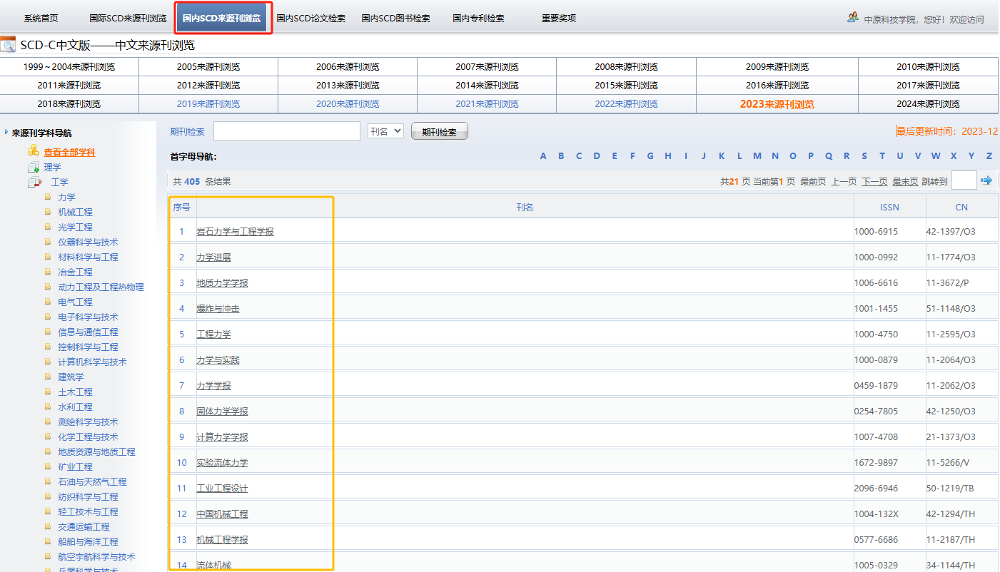 系统首页 国际SCD来源刊浏览 国内SCD来源刊浏览 国内SCD论文检索 国内SCD图书检索 国内专利检索 重要奖项 中原科技学院，您好！欢迎访问
SCD-C中文版——中文来源刊浏览
1999～2004来源刊浏览 2005来源刊浏览 2006来源刊浏览 2007来源刊浏览 2008来源刊浏览 2009来源刊浏览 2010来源刊浏览
2011来源刊浏览 2012来源刊浏览 2013来源刊浏览 2014来源刊浏览 2015来源刊浏览 2016来源刊浏览 2017来源刊浏览
2018来源刊浏览 2019来源刊浏览 2020来源刊浏览 2021来源刊浏览 2022来源刊浏览 2023来源刊浏览 2024来源刊浏览
来源刊学科导航
查看全部学科
理学
工学
力学
机械工程
光学工程
仪器科学与技术
材料科学与工程
冶金工程
动力工程及工程热物理
电气工程
电子科学与技术
信息与通信工程
控制科学与工程
计算机科学与技术
建筑学
土木工程
水利工程
测绘科学与技术
化学工程与技术
地质资源与地质工程
矿业工程
石油与天然气工程
纺织科学与工程
轻工技术与工程
交通运输工程
船舶与海洋工程
航空宇航科学与技术
兵器科学与技术
期刊检索 刊名 期刊检索 最后更新时间：2023-12
首字母导航： A B C D E F G H I J K L M N O P Q R S T U V W X Y Z
共 405 条结果 共21 页 当前第1 页 最前页 上一页 下一页 最末页 跳转到
序号 刊名 ISSN CN
1 岩石力学与工程学报 1000-6915 42-1397/O3
2 力学进展 1000-0992 11-1774/O3
3 地质力学学报 1006-6616 11-3672/P
4 爆炸与冲击 1001-1455 51-1148/O3
5 工程力学 1000-4750 11-2595/O3
6 力学与实践 1000-0879 11-2064/O3
7 力学学报 0459-1879 11-2062/O3
8 固体力学学报 0254-7805 42-1250/O3
9 计算力学学报 1007-4708 21-1373/O3
10 实验流体力学 1672-9897 11-5266/V
11 工业工程设计 2096-6946 50-1219/TB
12 中国机械工程 1004-132X 42-1294/TH
13 机械工程学报 0577-6686 11-2187/TH
14 流体机械 1005-0329 34-1144/TH